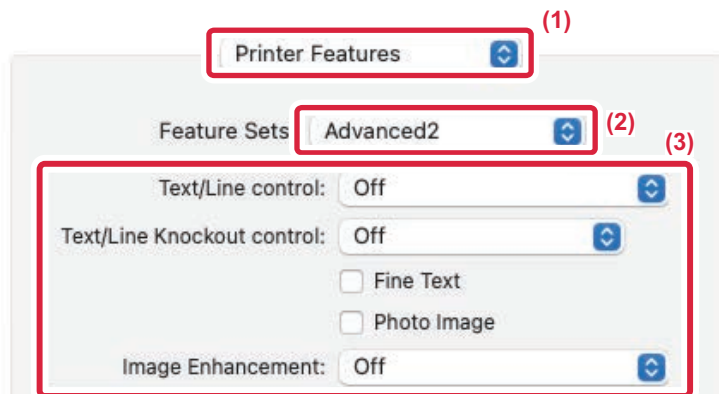 (1)
Printer Features
Feature Sets Advanced2 (2)
(3)
Text/Line control: Off
Text/Line Knockout control: Off
Fine Text
Photo Image
Image Enhancement: Off